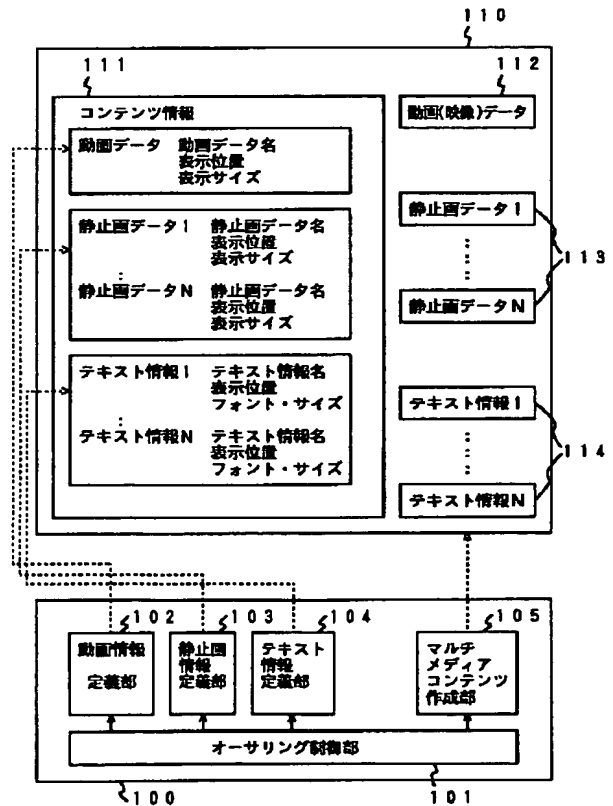 110
111
112
コンテンツ情報
動画(映像)データ
動画データ 動画データ名
表示位置
表示サイズ
静止画データ1
静止画データ1 静止画データ名
表示位置
表示サイズ
113
静止画データN 静止画データ名
表示位置
表示サイズ
静止画データN
テキスト情報1 テキスト情報名
表示位置
フォント・サイズ
テキスト情報1
114
テキスト情報N テキスト情報名
表示位置
フォント・サイズ
テキスト情報N
102
103
104
105
動画情報
定義部
静止画
情報
定義部
テキスト
情報
定義部
マルチ
メディア
コンテンツ
作成部
オーサリング制御部
100
101